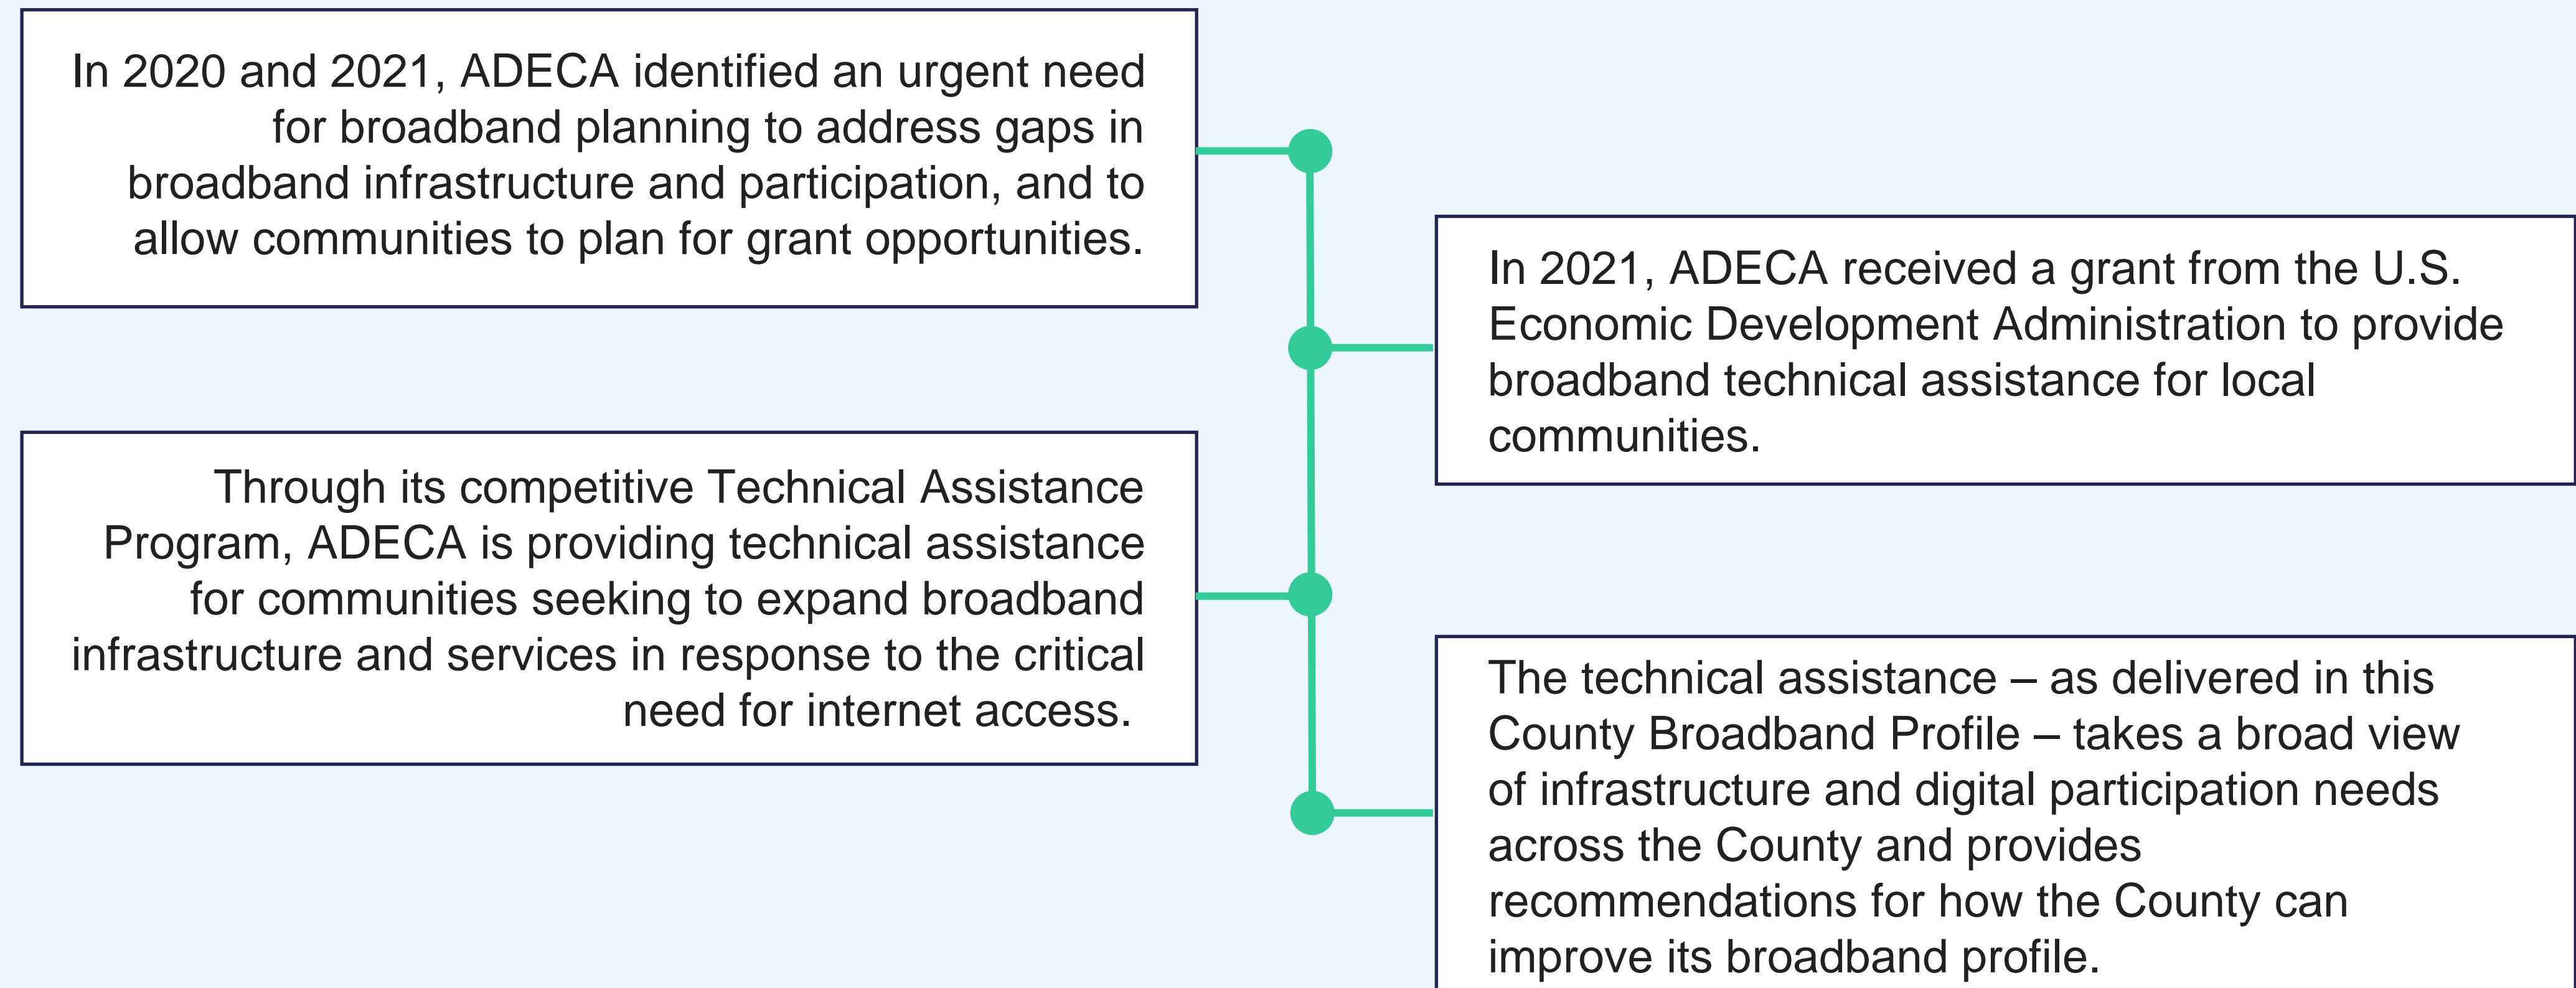 In 2020 and 2021, ADECA identified an urgent need
for broadband planning to address gaps in
broadband infrastructure and participation, and to
allow communities to plan for grant opportunities.
In 2021, ADECA received a grant from the U.S.
Economic Development Administration to provide
broadband technical assistance for local
communities.
Through its competitive Technical Assistance
Program, ADECA is providing technical assistance
for communities seeking to expand broadband
infrastructure and services in response to the critical
need for internet access.
The technical assistance – as delivered in this
County Broadband Profile – takes a broad view
of infrastructure and digital participation needs
across the County and provides
recommendations for how the County can
improve its broadband profile.